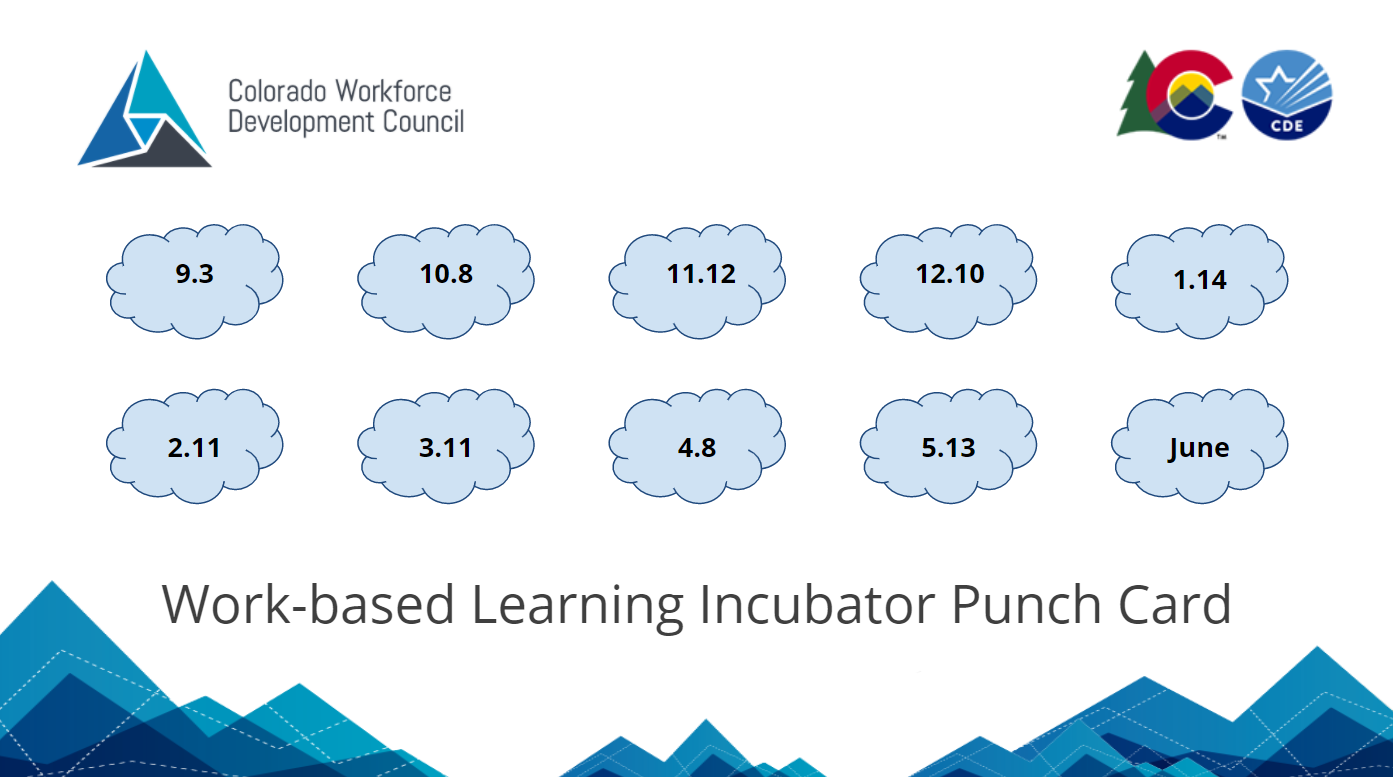 Colorado Workforce
Development Council
TM
CDE
9.3
10.8
11.12
12.10
1.14
2.11
3.11
4.8
5.13
June
Work-based Learning Incubator Punch Card